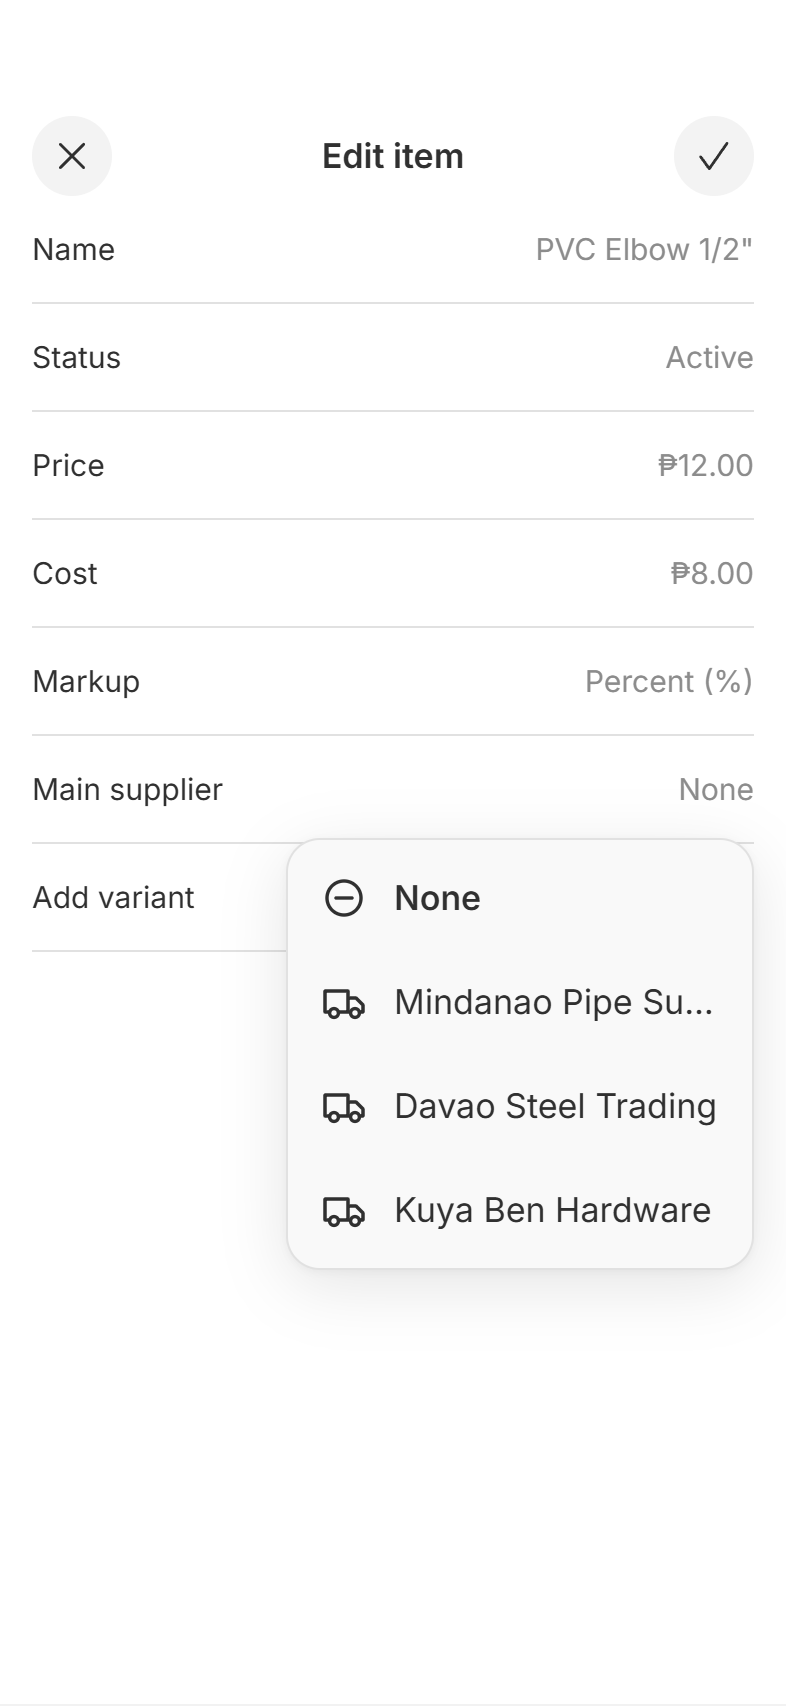 Edit item
Name PVC Elbow 1/2"
Status Active
Price ₱12.00
Cost ₱8.00
Markup Percent (%)
Main supplier None
Add variant
None
Mindanao Pipe Su...
Davao Steel Trading
Kuya Ben Hardware